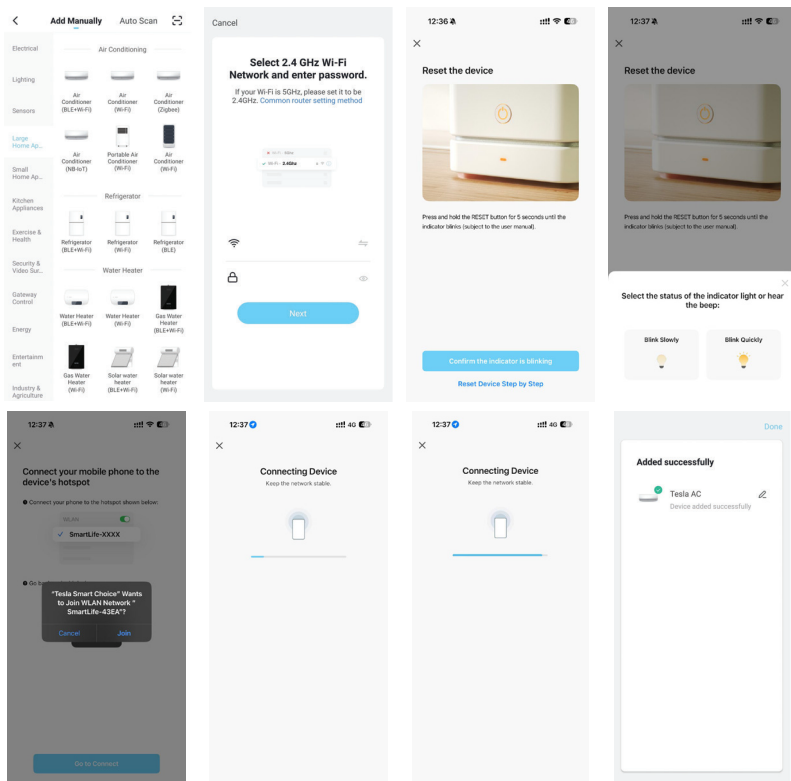 Add Manually
Auto Scan
Electrical
Lighting
Sensors
Large
Home Ap...
Small
Home Ap...
Kitchen
Appliances
Exercise &
Health
Security &
Video Sur...
Gateway
Control
Energy
Entertainm
ent
Industry &
Agriculture
Air Conditioning
Air
Conditioner
(BLE+Wi-Fi)
Air
Conditioner
(Wi-Fi)
Air
Conditioner
(Zigbee)
Air
Conditioner
(NB-IoT)
Portable Air
Conditioner
(Wi-Fi)
Air
Conditioner
(Wi-Fi)
Refrigerator
Refrigerator
(BLE+Wi-Fi)
Refrigerator
(Wi-Fi)
Refrigerator
(BLE)
Water Heater
Water Heater
(BLE+Wi-Fi)
Water Heater
(Wi-Fi)
Gas Water
Heater
(BLE+Wi-Fi)
Gas Water
Heater
(Wi-Fi)
Solar water
heater
(BLE+Wi-Fi)
Solar water
heater
(Wi-Fi)
Cancel
Select 2.4 GHz Wi-Fi
Network and enter password.
If your Wi-Fi is 5GHz, please set it to be
2.4GHz. Common router setting method
Wi-Fi - 5Ghz
Wi-Fi - 2.4Ghz
Next
12:36
Reset the device
Press and hold the RESET button for 5 seconds until the
indicator blinks (subject to the user manual).
Confirm the indicator is blinking
Reset Device Step by Step
12:37
Reset the device
Press and hold the RESET button for 5 seconds until the
indicator blinks (subject to the user manual).
Select the status of the indicator light or hear
the beep:
Blink Slowly
Blink Quickly
12:37
Connect your mobile phone to the
device's hotspot
1 Connect your phone to the hotspot shown below:
WLAN
SmartLife-XXXX
2 Go b
"Tesla Smart Choice" Wants
to Join WLAN Network "
SmartLife-43EA"?
Cancel
Join
Go to Connect
12:37
4G
Connecting Device
Keep the network stable.
12:37
4G
Connecting Device
Keep the network stable.
Done
Added successfully
Tesla AC
Device added successfully